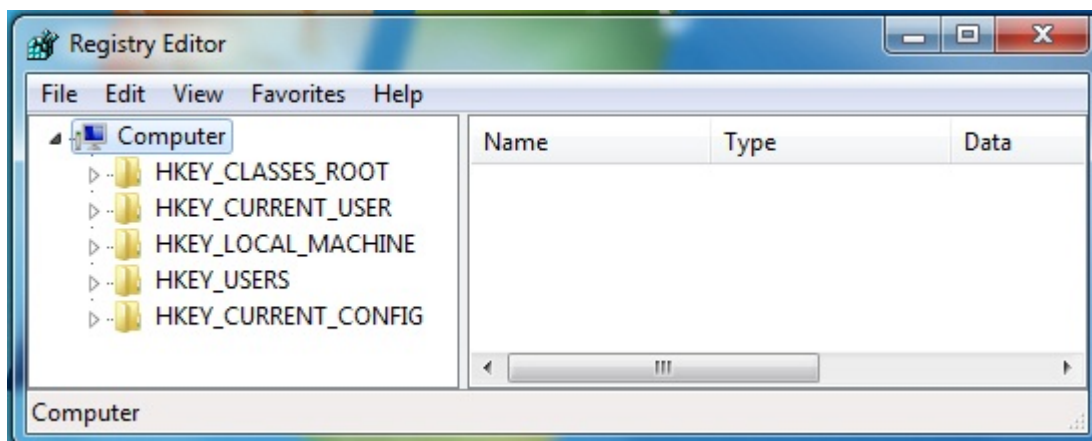 Registry Editor
File Edit View Favorites Help
Computer
HKEY_CLASSES_ROOT
HKEY_CURRENT_USER
HKEY_LOCAL_MACHINE
HKEY_USERS
HKEY_CURRENT_CONFIG
Name Type Data
Computer